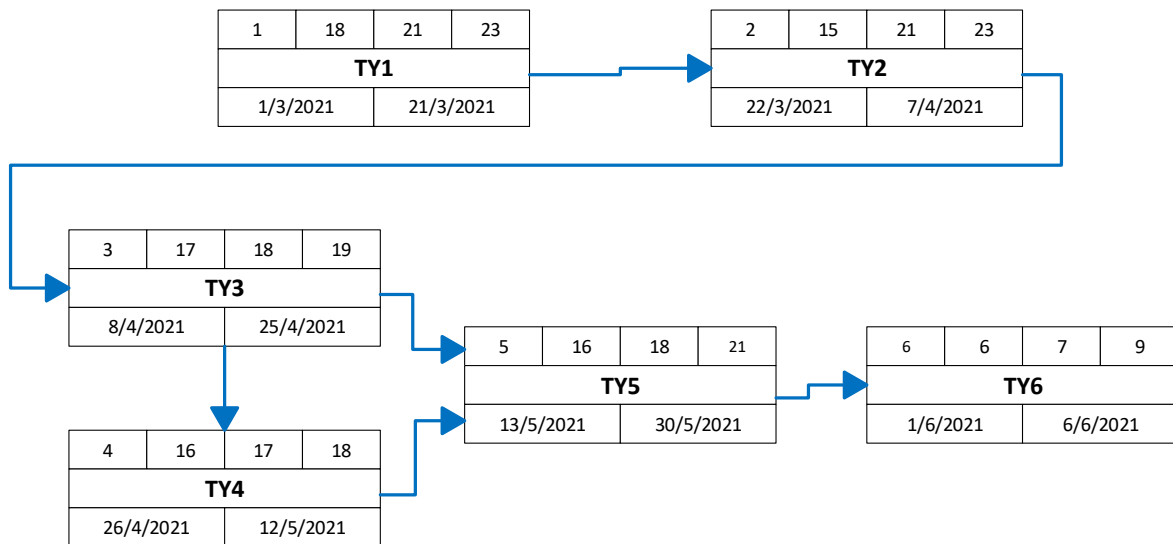 1 18 21 23
TY1
1/3/2021 21/3/2021
2 15 21 23
TY2
22/3/2021 7/4/2021
3 17 18 19
TY3
8/4/2021 25/4/2021
4 16 17 18
TY4
26/4/2021 12/5/2021
5 16 18 21
TY5
13/5/2021 30/5/2021
6 6 7 9
TY6
1/6/2021 6/6/2021